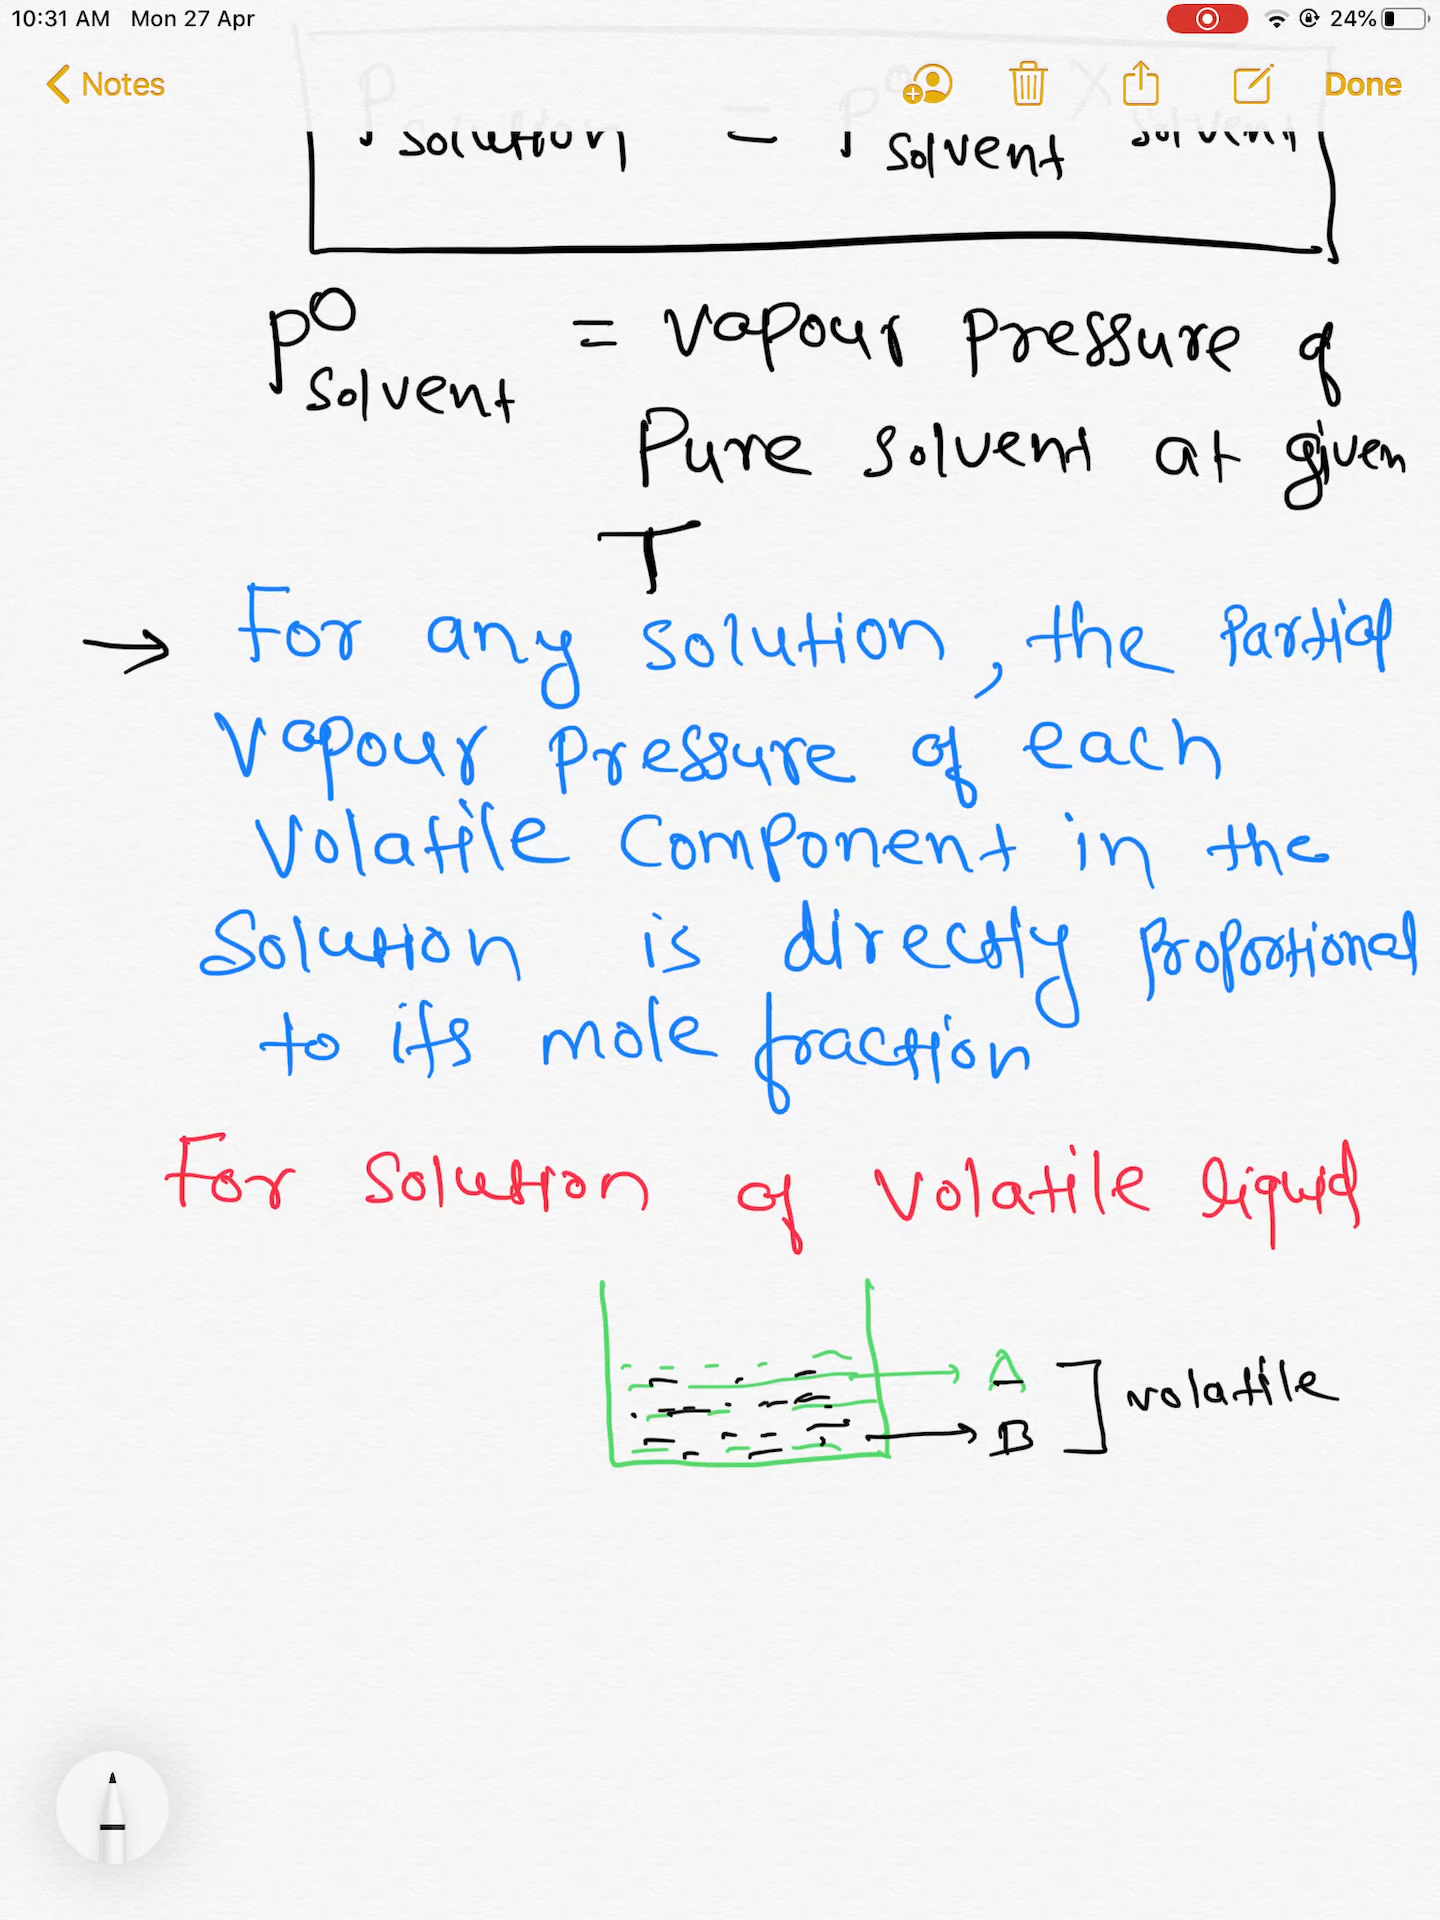 10:31 AM Mon 27 Apr 24%
Notes Done
P solution = P° solvent X solvent
P° solvent = vapour pressure of
Pure solvent at given
T
→ For any solution, the Partial
vapour pressure of each
volatile component in the
solution is directly proportional
to its mole fraction
For solution of volatile liquid
A
volatile
B